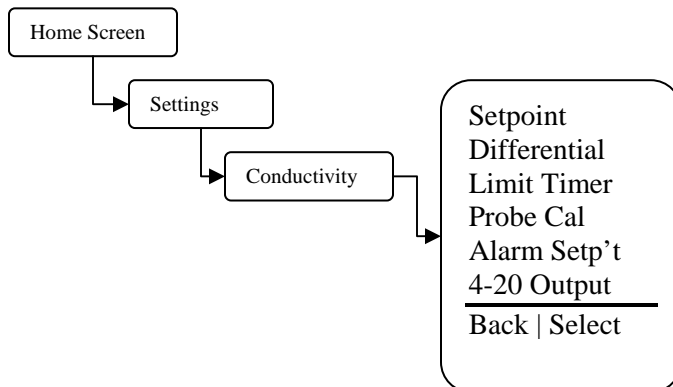 Home Screen
Settings
Conductivity
Setpoint
Differential
Limit Timer
Probe Cal
Alarm Setp’t
4-20 Output
Back | Select